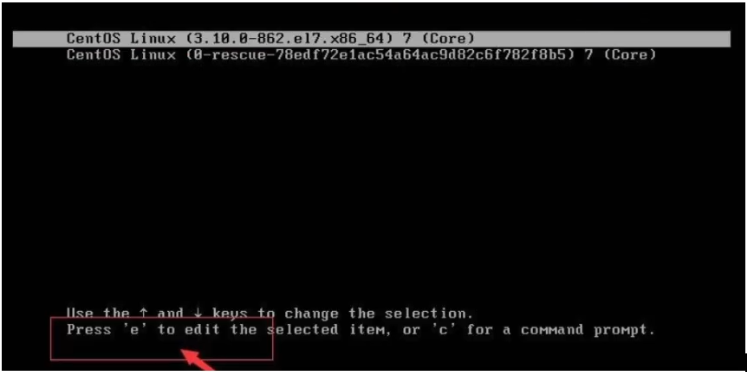 CentOS Linux (3.10.0-862.el7.x86_64) 7 (Core)
CentOS Linux (0-rescue-78edf72e1ac54a64ac9d82c6f782f8b5) 7 (Core)
Use the ↑ and ↓ keys to change the selection.
Press 'e' to edit the selected item, or 'c' for a command prompt.